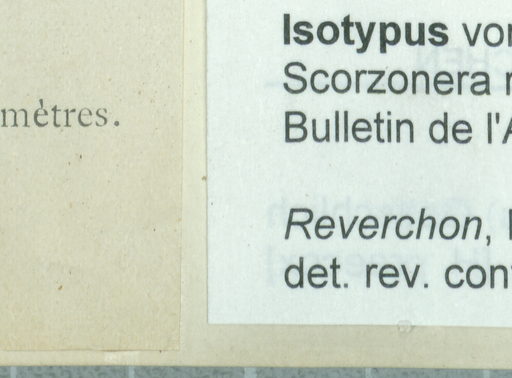 mètres.
Isotypus vor
Scorzonera r
Bulletin de l'A
Reverchon,
det. rev. con